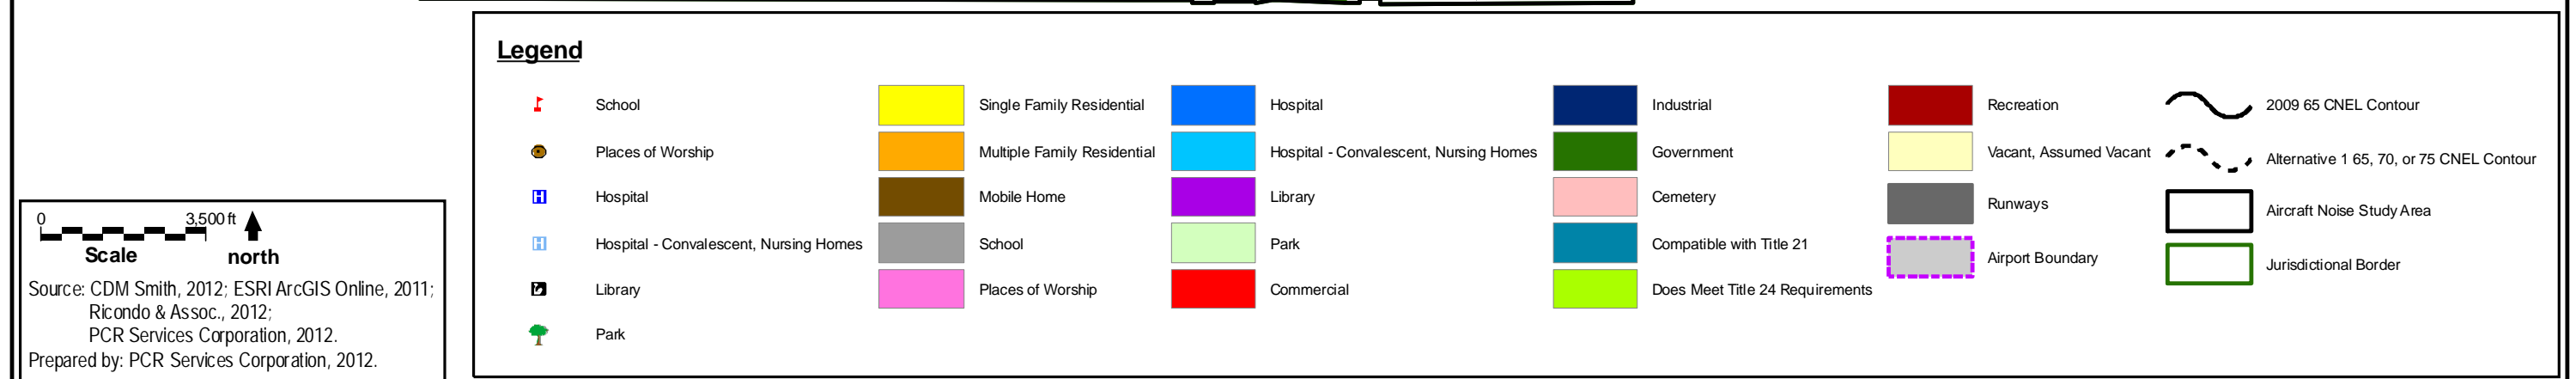 Legend
School
Places of Worship
Hospital
Hospital - Convalescent, Nursing Homes
Library
Park
Single Family Residential
Multiple Family Residential
Mobile Home
School
Places of Worship
Hospital
Hospital - Convalescent, Nursing Homes
Library
Park
Commercial
Industrial
Government
Cemetery
Compatible with Title 21
Does Meet Title 24 Requirements
Recreation
Vacant, Assumed Vacant
Runways
Airport Boundary
2009 65 CNEL Contour
Alternative 1 65, 70, or 75 CNEL Contour
Aircraft Noise Study Area
Jurisdictional Border
0 3,500 ft
Scale north
Source: CDM Smith, 2012; ESRI ArcGIS Online, 2011;
Ricondo & Assoc., 2012;
PCR Services Corporation, 2012.
Prepared by: PCR Services Corporation, 2012.